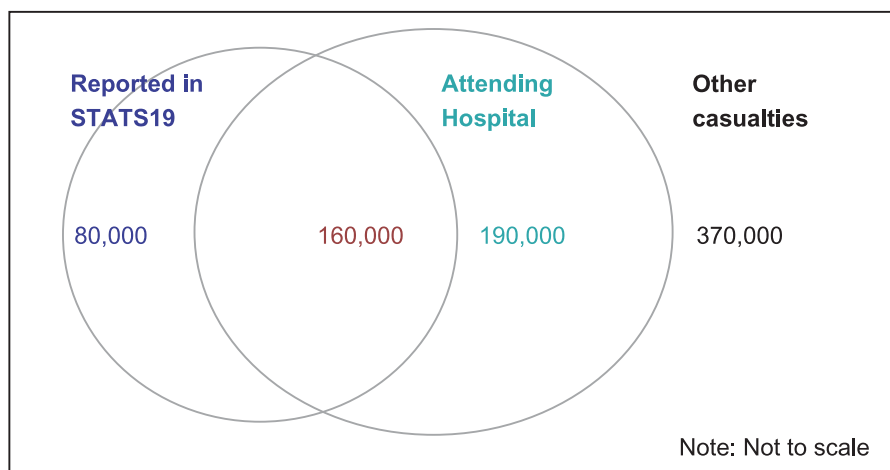 Reported in
STATS19
Attending
Hospital
Other
casualties
80,000
160,000
190,000
370,000
Note: Not to scale